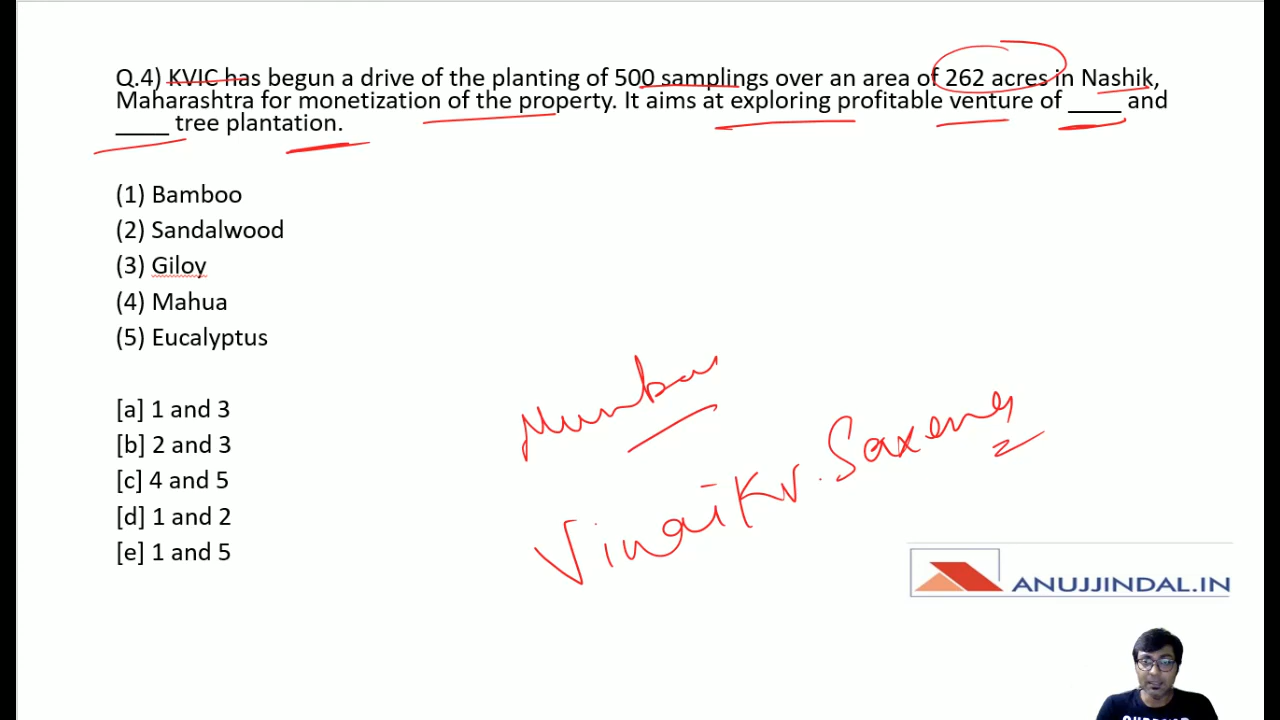 Q.4) KVIC has begun a drive of the planting of 500 samplings over an area of 262 acres in Nashik,
Maharashtra for monetization of the property. It aims at exploring profitable venture of ____ and
____ tree plantation.
(1) Bamboo
(2) Sandalwood
(3) Giloy
(4) Mahua
(5) Eucalyptus
[a] 1 and 3
[b] 2 and 3
[c] 4 and 5
[d] 1 and 2
[e] 1 and 5
Mumbai
Vinai Kr. Saxena
ANUJJINDAL.IN